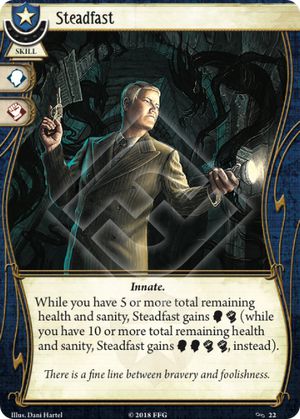 Steadfast
SKILL
Innate.
While you have 5 or more total remaining
health and sanity, Steadfast gains (while
you have 10 or more total remaining health
and sanity, Steadfast gains , instead).
There is a fine line between bravery and foolishness.
Illus. Dani Hartel © 2018 FFG 22